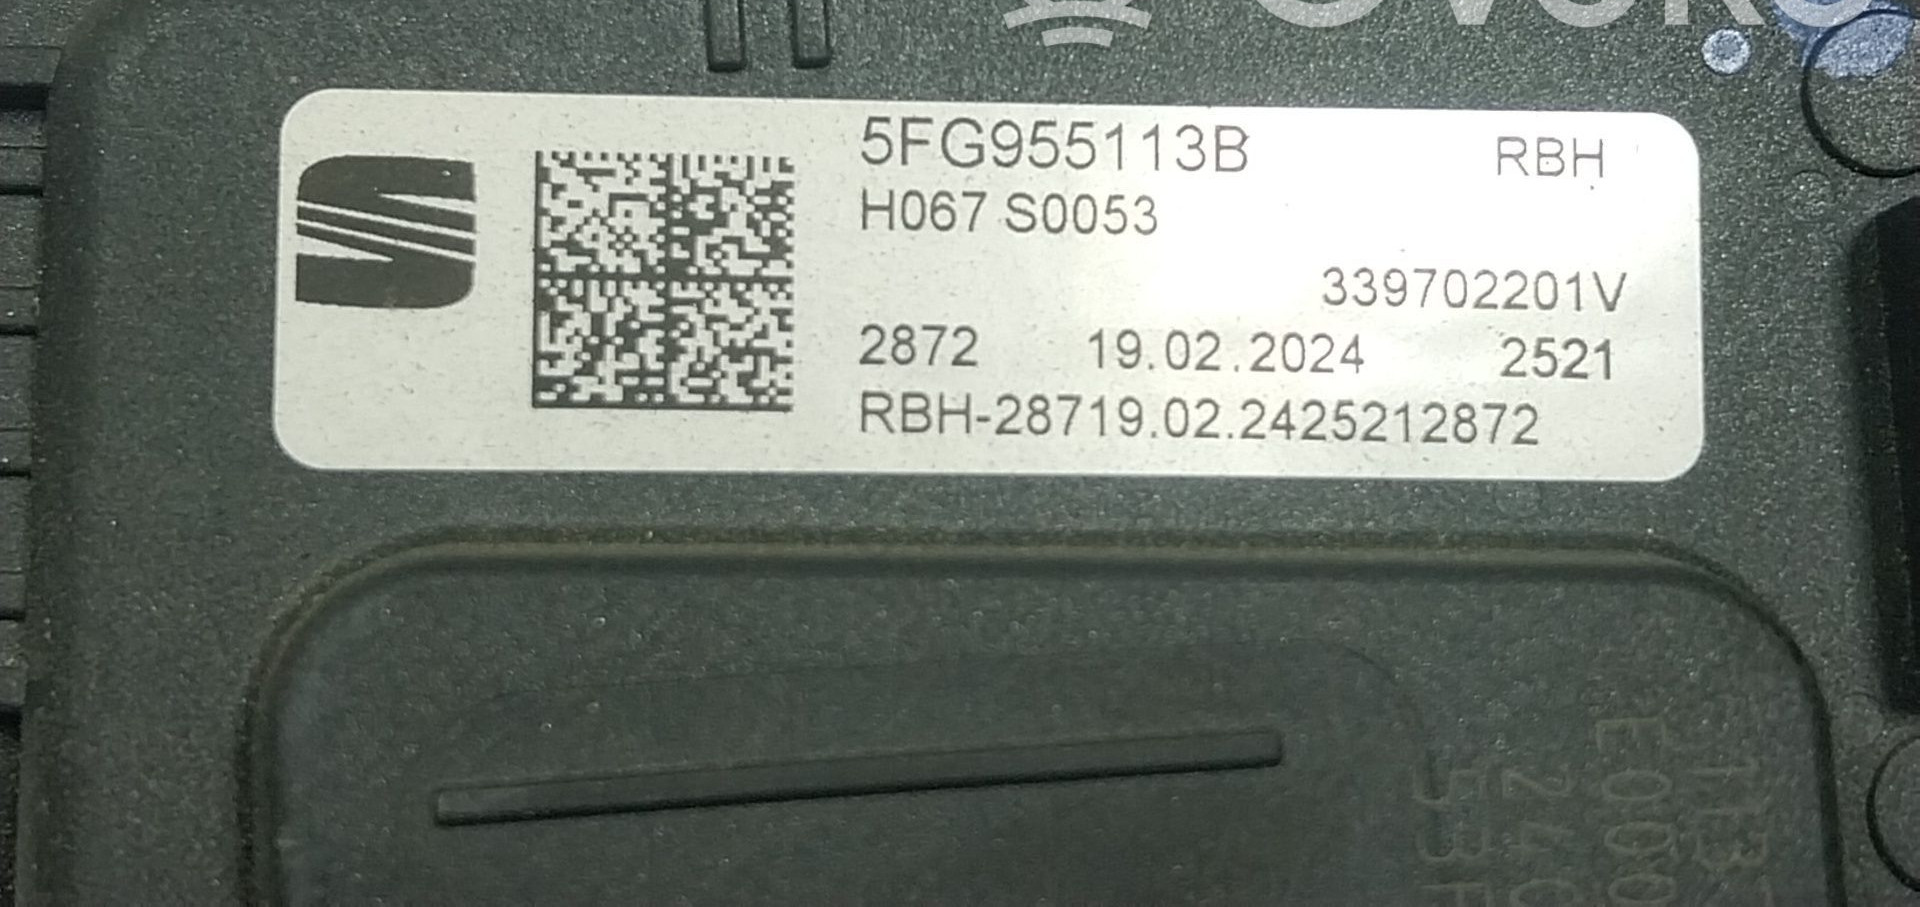 5FG955113B RBH
H067 S0053
339702201V
2872 19.02.2024 2521
RBH-28719.02.2425212872